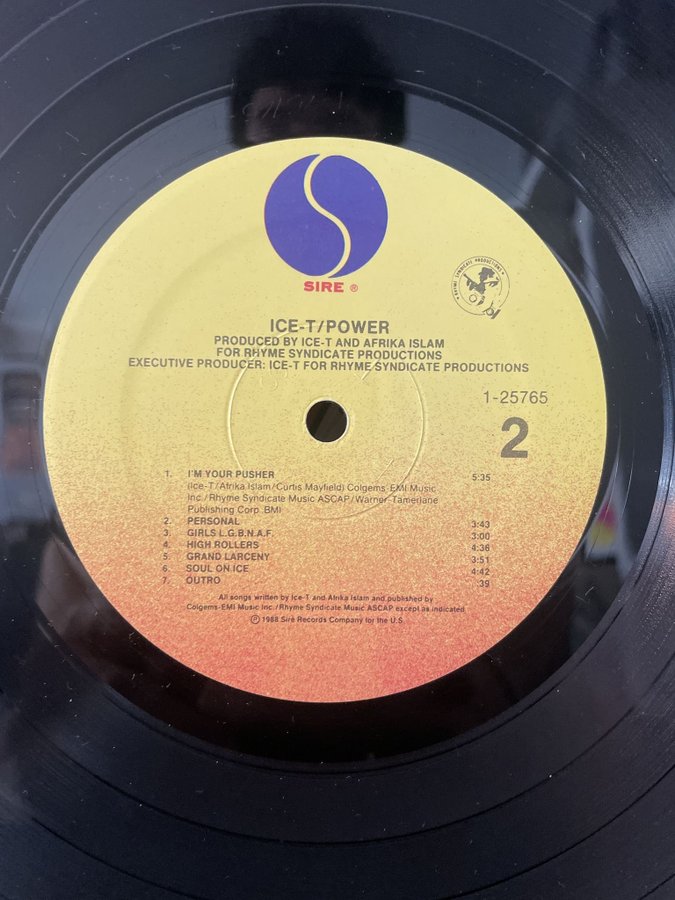 SIRE ®
RHYME SYNDICATE PRODUCTIONS
ICE-T/POWER
PRODUCED BY ICE-T AND AFRIKA ISLAM
FOR RHYME SYNDICATE PRODUCTIONS
EXECUTIVE PRODUCER: ICE-T FOR RHYME SYNDICATE PRODUCTIONS
1-25765
2
1. I'M YOUR PUSHER 5:35
(Ice-T/Afrika Islam/Curtis Mayfield) Colgems-EMI Music
Inc./Rhyme Syndicate Music ASCAP/Warner-Tamerlane
Publishing Corp. BMI
2. PERSONAL 3:43
3. GIRLS L.G.B.N.A.F. 3:00
4. HIGH ROLLERS 4:36
5. GRAND LARCENY 3:51
6. SOUL ON ICE 4:42
7. OUTRO :39
All songs written by Ice-T and Afrika Islam and published by
Colgems-EMI Music Inc./Rhyme Syndicate Music ASCAP except as indicated.
Ⓟ 1988 Sire Records Company for the U.S.